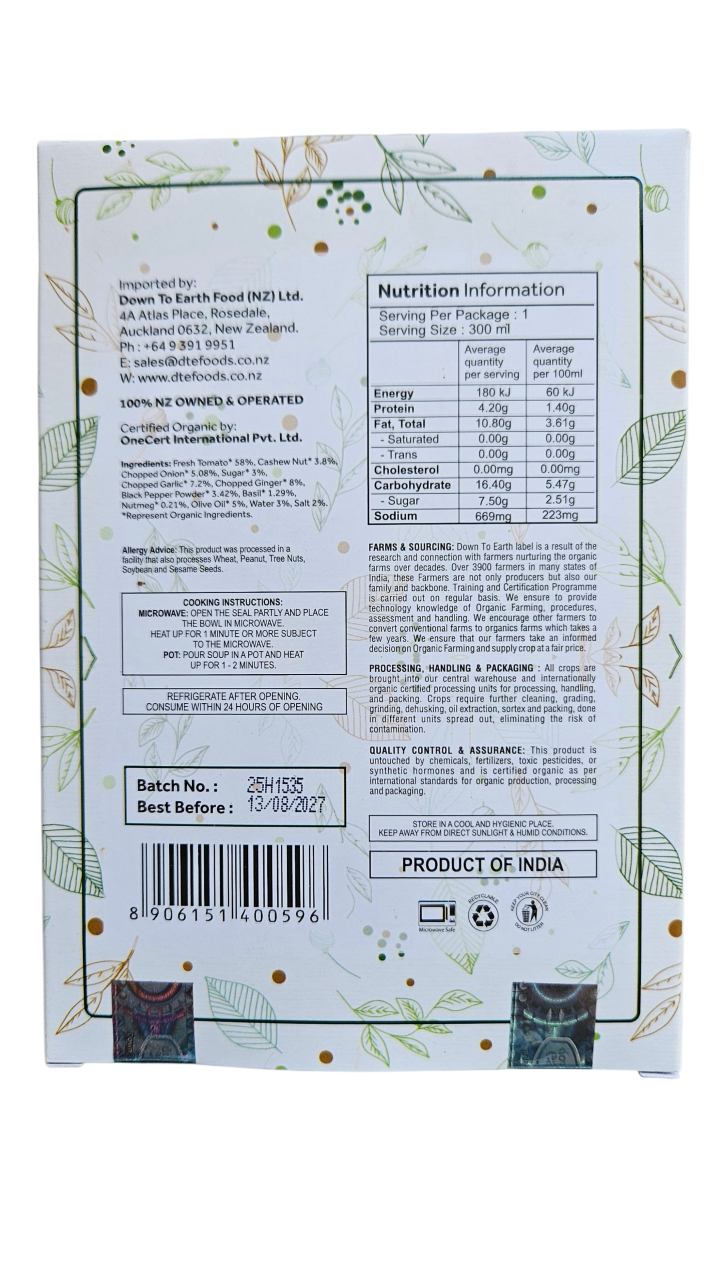 Imported by:
Down To Earth Food (NZ) Ltd.
4A Atlas Place, Rosedale,
Auckland 0632, New Zealand.
Ph : +64 9 391 9951
E: sales@dtefoods.co.nz
W: www.dtefoods.co.nz
100% NZ OWNED & OPERATED
Certified Organic by:
OneCert International Pvt. Ltd.
Ingredients: Fresh Tomato* 58%, Cashew Nut* 3.8%,
Chopped Onion* 5.08%, Sugar* 3%,
Chopped Garlic* 7.2%, Chopped Ginger* 8%,
Black Pepper Powder* 3.42%, Basil* 1.29%,
Nutmeg* 0.21%, Olive Oil* 5%, Water 3%, Salt 2%.
*Represent Organic Ingredients.
Allergy Advice: This product was processed in a
facility that also processes Wheat, Peanut, Tree Nuts,
Soybean and Sesame Seeds.
COOKING INSTRUCTIONS:
MICROWAVE: OPEN THE SEAL PARTLY AND PLACE
THE BOWL IN MICROWAVE.
HEAT UP FOR 1 MINUTE OR MORE SUBJECT
TO THE MICROWAVE.
POT: POUR SOUP IN A POT AND HEAT
UP FOR 1 - 2 MINUTES.
REFRIGERATE AFTER OPENING.
CONSUME WITHIN 24 HOURS OF OPENING
Batch No. : 25H1535
Best Before : 13/08/2027
8 906151 400596
Nutrition Information
Serving Per Package : 1
Serving Size : 300 ml
Average quantity per serving Average quantity per 100ml
Energy 180 kJ 60 kJ
Protein 4.20g 1.40g
Fat, Total 10.80g 3.61g
- Saturated 0.00g 0.00g
- Trans 0.00g 0.00g
Cholesterol 0.00mg 0.00mg
Carbohydrate 16.40g 5.47g
- Sugar 7.50g 2.51g
Sodium 669mg 223mg
FARMS & SOURCING: Down To Earth label is a result of the
research and connection with farmers nurturing the organic
farms over decades. Over 3900 farmers in many states of
India, these Farmers are not only producers but also our
family and backbone. Training and Certification Programme
is carried out on regular basis. We ensure to provide
technology knowledge of Organic Farming, procedures,
assessment and handling. We encourage other farmers to
convert conventional farms to organics farms which takes a
few years. We ensure that our farmers take an informed
decision on Organic Farming and supply crop at a fair price.
PROCESSING, HANDLING & PACKAGING : All crops are
brought into our central warehouse and internationally
organic certified processing units for processing, handling,
and packing. Crops require further cleaning, grading,
grinding, dehusking, oil extraction, sortex and packing, done
in different units spread out, eliminating the risk of
contamination.
QUALITY CONTROL & ASSURANCE: This product is
untouched by chemicals, fertilizers, toxic pesticides, or
synthetic hormones and is certified organic as per
international standards for organic production, processing
and packing.
STORE IN A COOL AND HYGIENIC PLACE.
KEEP AWAY FROM DIRECT SUNLIGHT & HUMID CONDITIONS.
PRODUCT OF INDIA
Microwave Safe
RECYCLABLE
KEEP YOUR CITY CLEAN
DO NOT LITTER